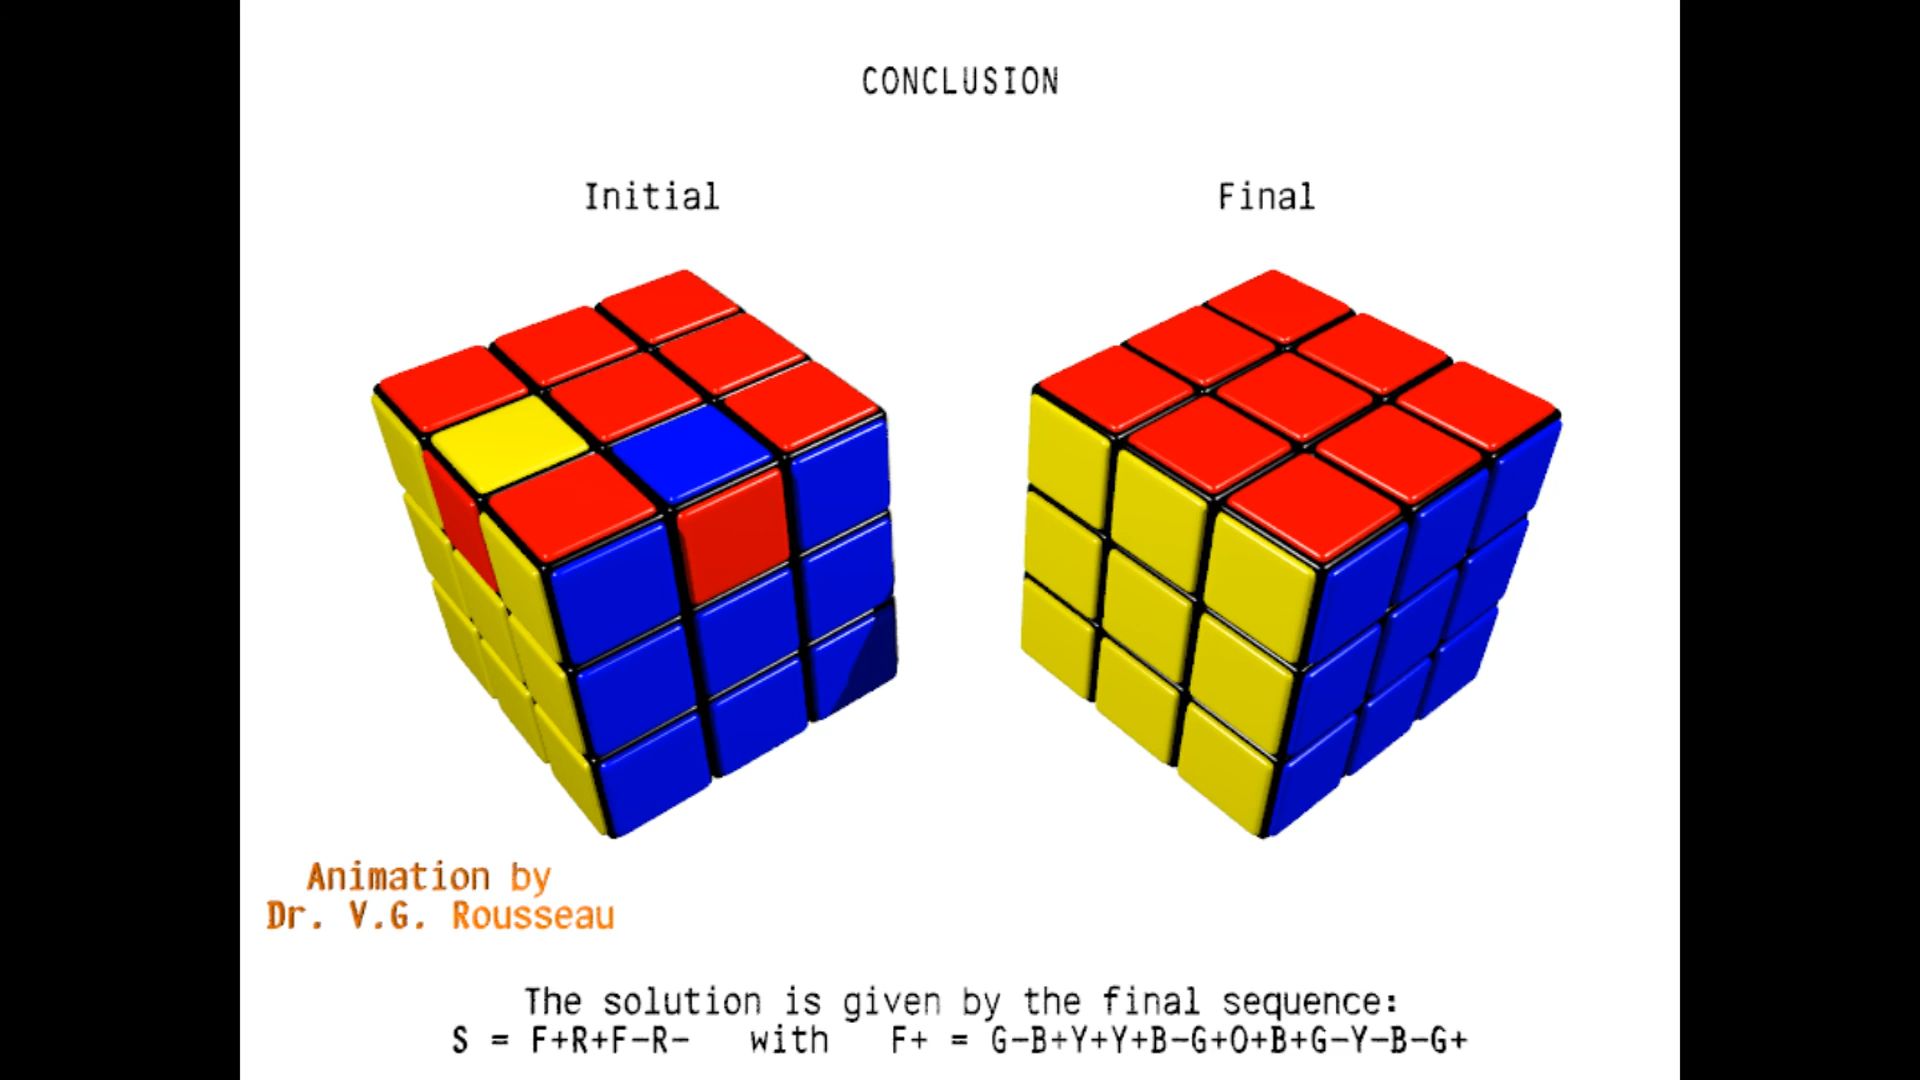 CONCLUSION
Initial
Final
Animation by
Dr. V.G. Rousseau
The solution is given by the final sequence:
S = F+R+F-R- with F+ = G-B+Y+Y+B-G+O+B+G-Y-B-G+